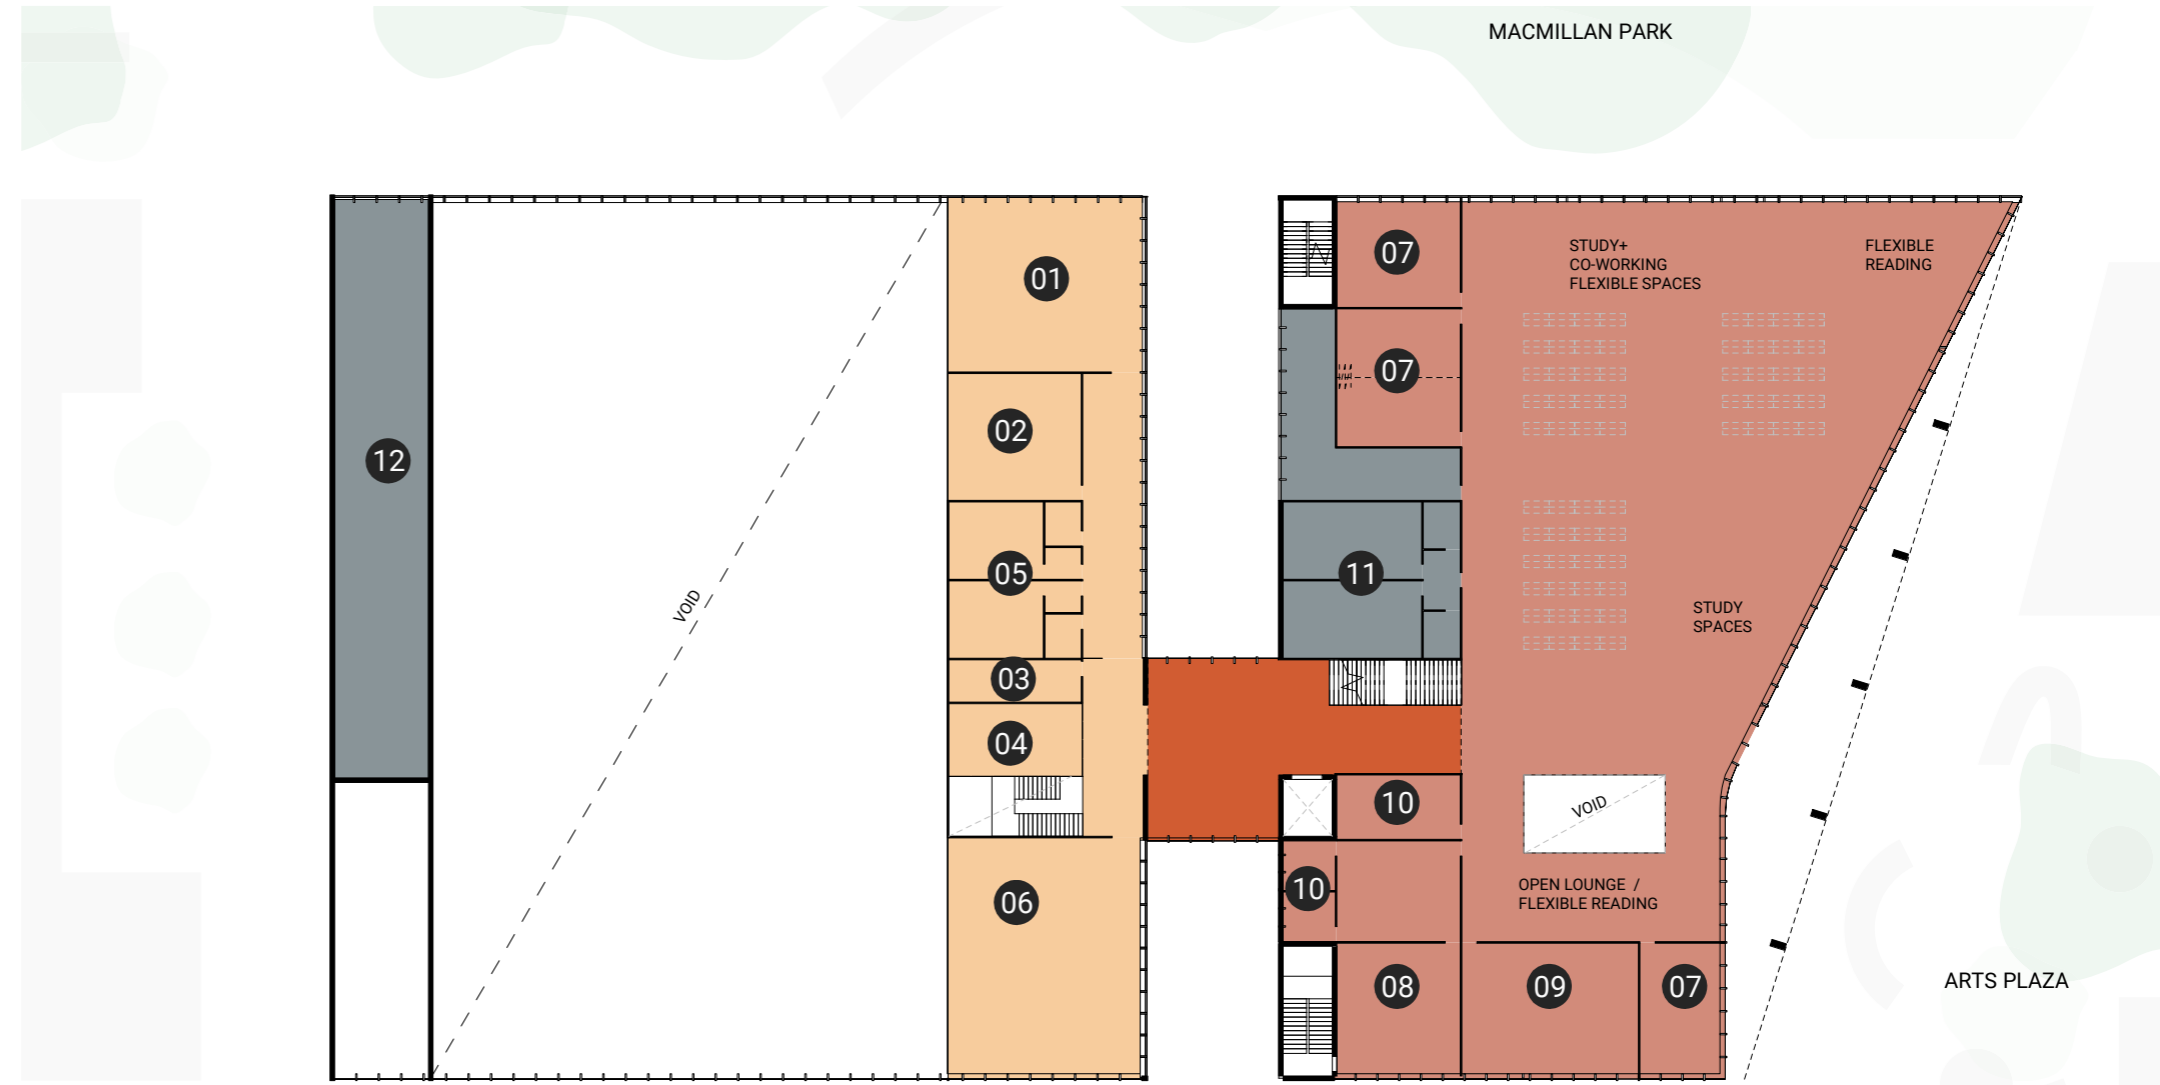 MACMILLAN PARK
STUDY+
CO-WORKING
FLEXIBLE SPACES
FLEXIBLE
READING
07
01
07
02
12
05
11
VOID
STUDY
SPACES
03
04
10
VOID
10
06
OPEN LOUNGE /
FLEXIBLE READING
08
09
07
ARTS PLAZA